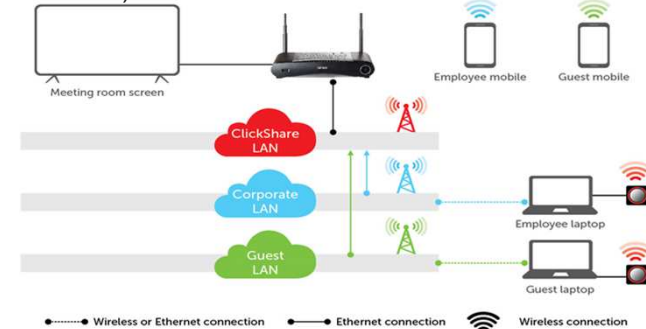 Meeting room screen
Employee mobile
Guest mobile
ClickShare
LAN
Corporate
LAN
Employee laptop
Guest
LAN
Guest laptop
Wireless or Ethernet connection
Ethernet connection
Wireless connection